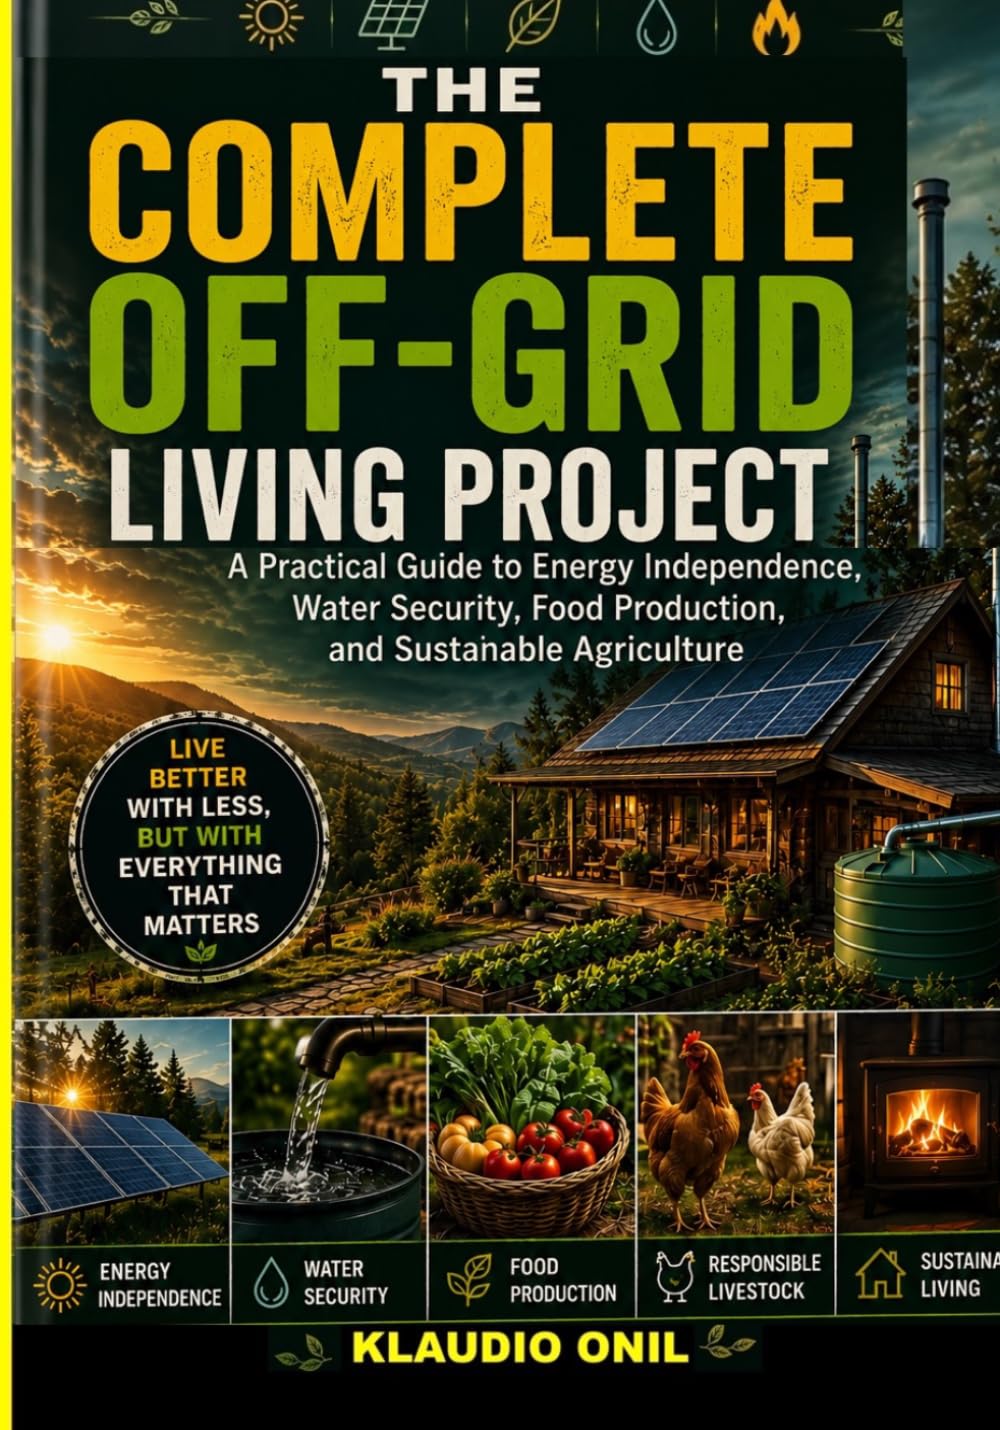 THE
COMPLETE
OFF-GRID
LIVING PROJECT
A Practical Guide to Energy Independence,
Water Security, Food Production,
and Sustanable Agriculture
LIVE
BETTER
WITH LESS,
BUT WITH
EVERYTHING
THAT
MATTERS
ENERGY
INDEPENDENCE
WATER
SECURITY
FOOD
PRODUCTION
RESPONSIBLE
LIVESTOCK
SUSTAINA
LIVING
KLAUDIO ONIL